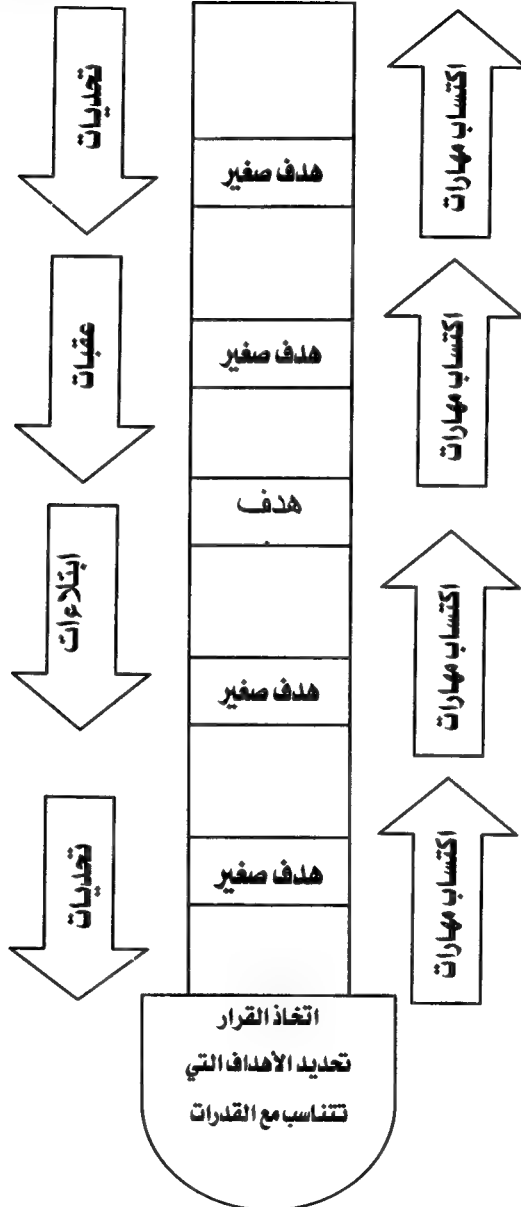 اكتساب مهارات
تحديات
هدف صغير
اكتساب مهارات
عقبات
هدف صغير
هدف
اكتساب مهارات
ابتلاءات
هدف صغير
اكتساب مهارات
تحديات
هدف صغير
اتخاذ القرار
تحديد الأهداف التي
تتناسب مع القدرات